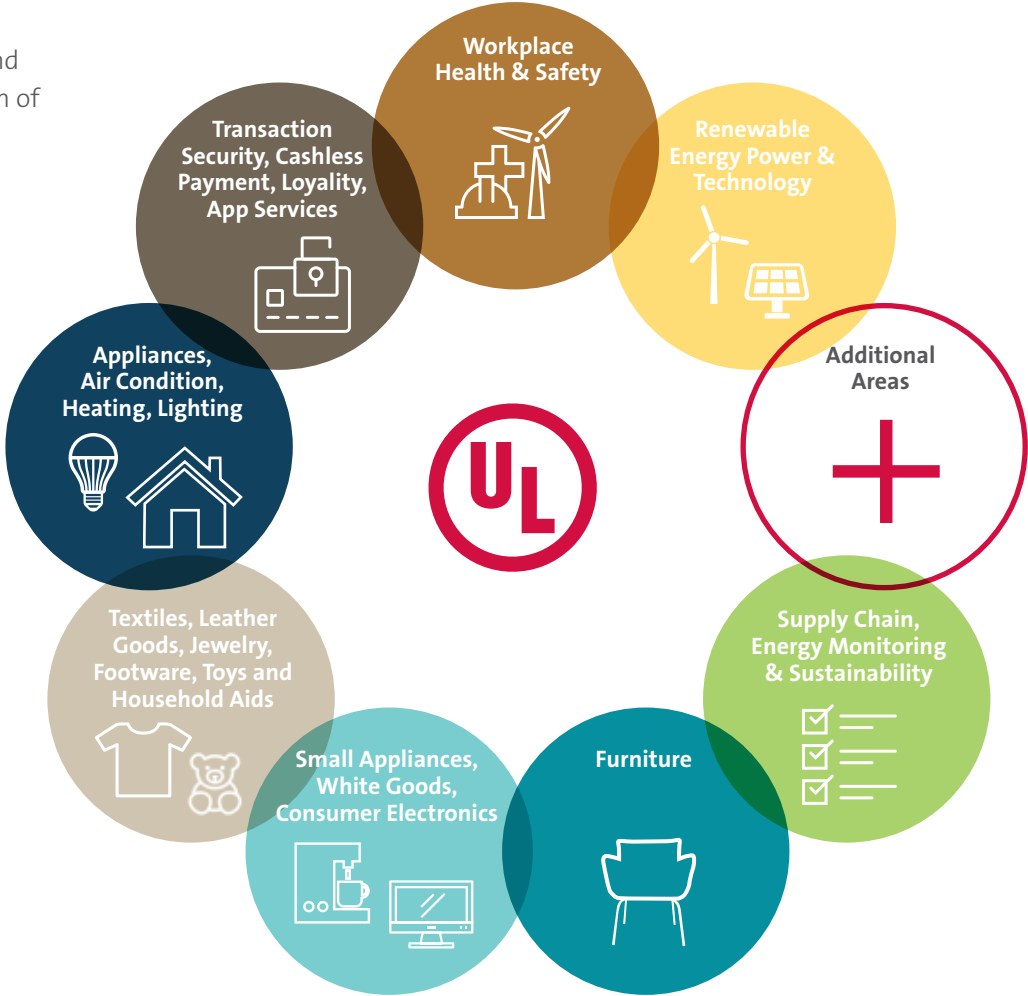 nd
n of
Workplace
Health & Safety
Renewable
Energy Power &
Technology
Additional
Areas
Supply Chain,
Energy Monitoring
& Sustainability
Furniture
Small Appliances,
White Goods,
Consumer Electronics
Textiles, Leather
Goods, Jewelry,
Footware, Toys and
Household Aids
Appliances,
Air Condition,
Heating, Lighting
Transaction
Security, Cashless
Payment, Loyality,
App Services
UL